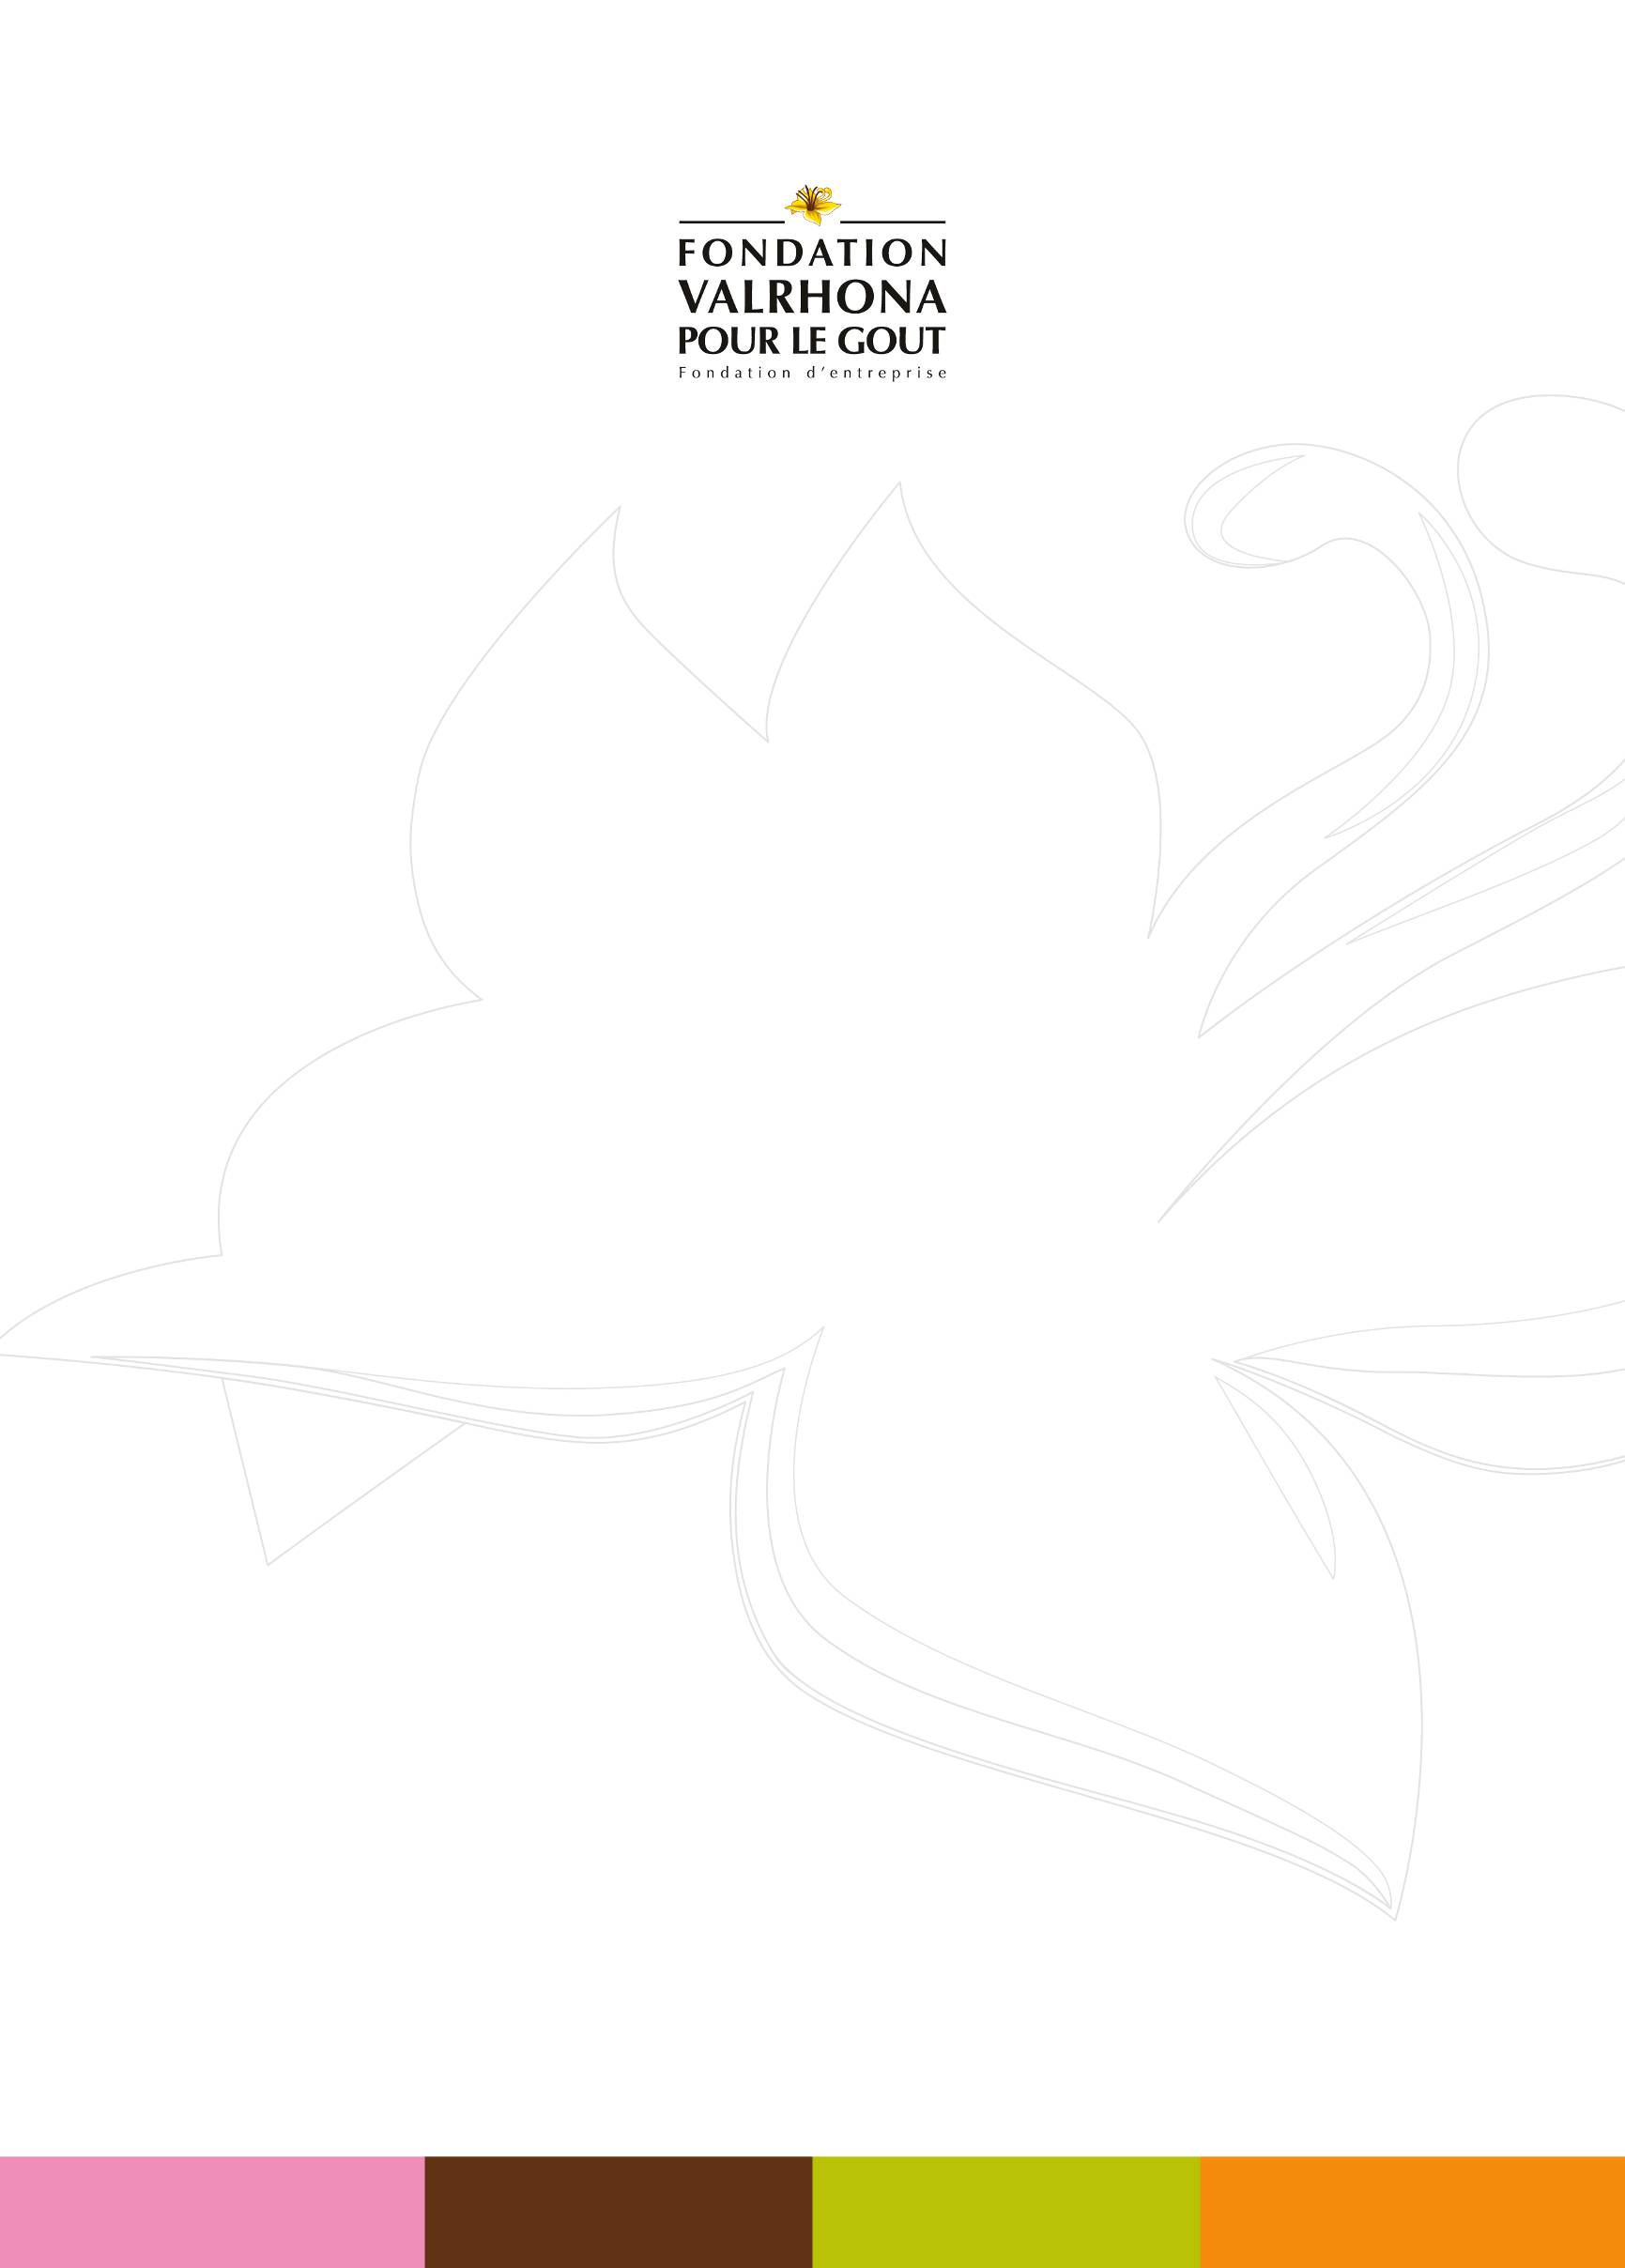 FONDATION
VALRHONA
POUR LE GOUT
Fondation d'entreprise